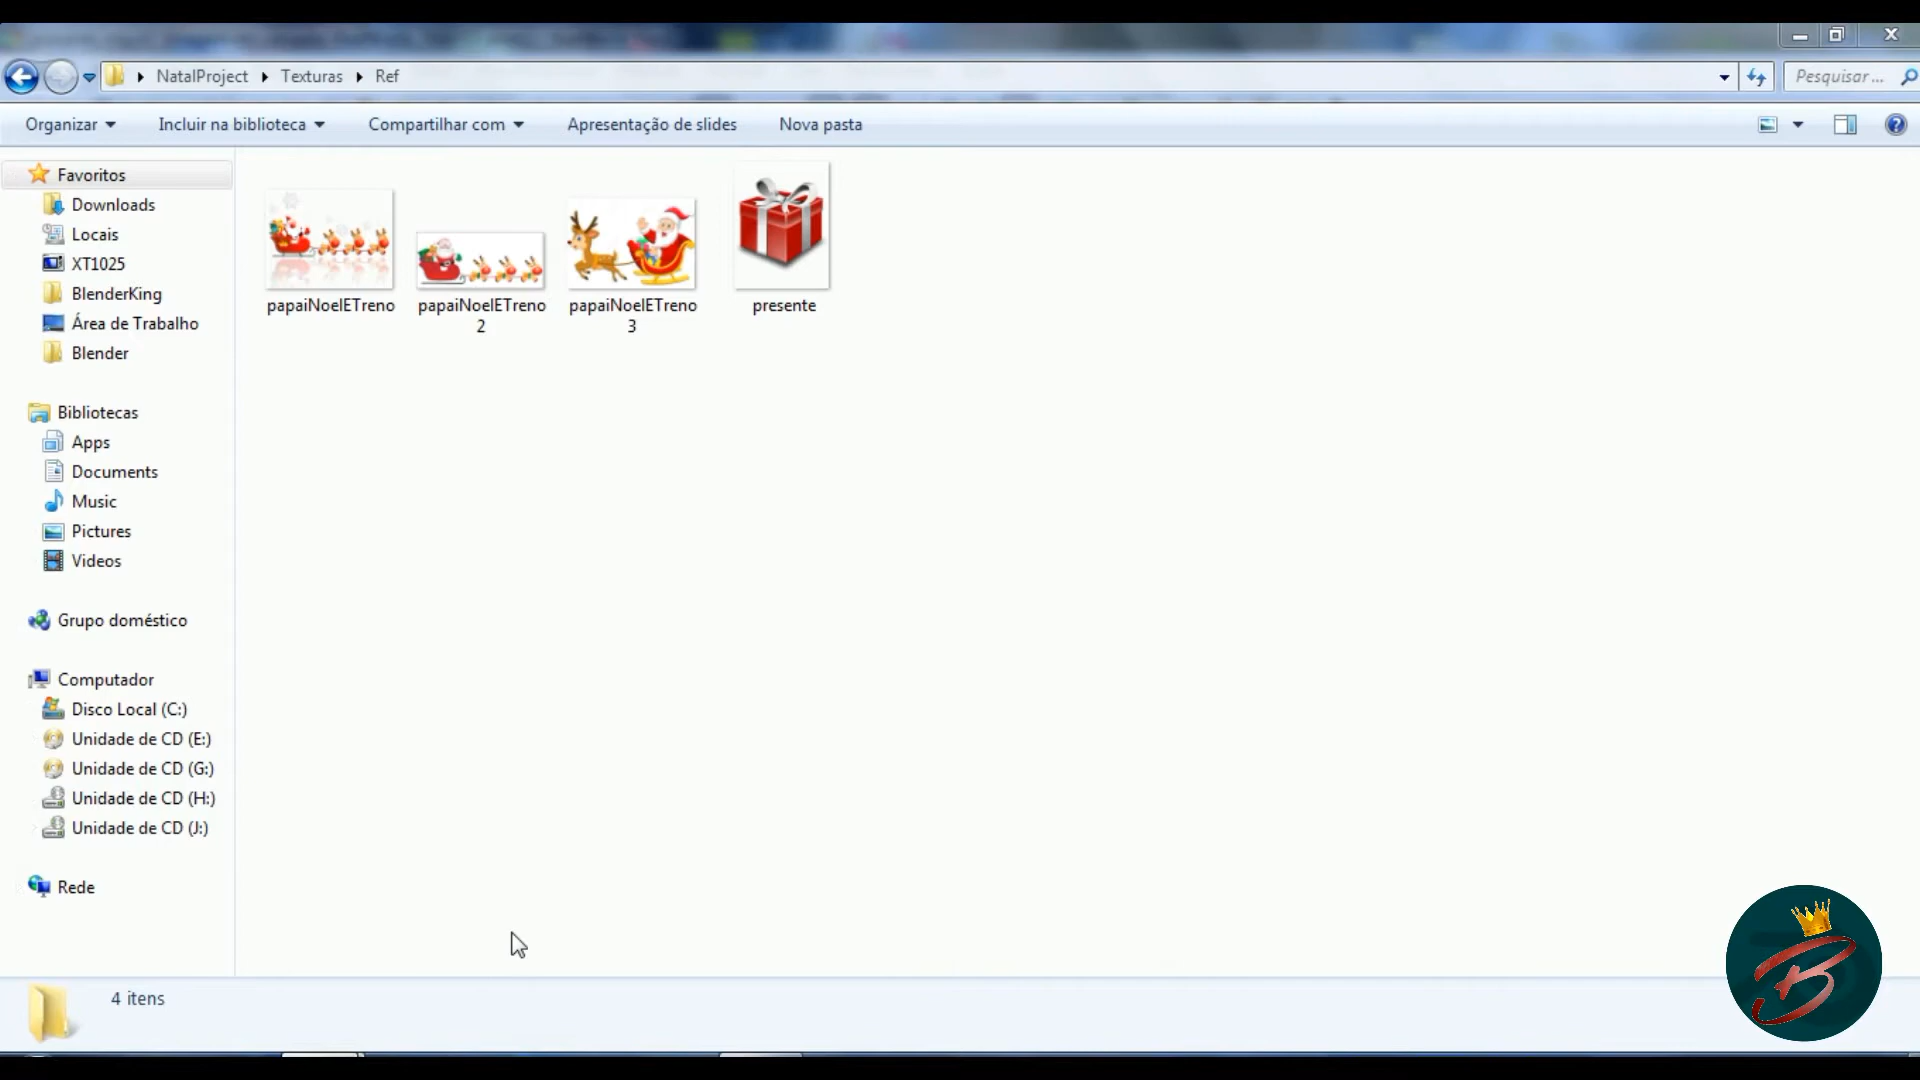 NatalProject Texturas Ref
Pesquisar ...
Organizar Incluir na biblioteca Compartilhar com Apresentação de slides Nova pasta
Favoritos
Downloads
Locais
XT1025
BlenderKing
Área de Trabalho
Blender
Bibliotecas
Apps
Documents
Music
Pictures
Videos
Grupo doméstico
Computador
Disco Local (C:)
Unidade de CD (E:)
Unidade de CD (G:)
Unidade de CD (H:)
Unidade de CD (J:)
Rede
papaiNoelETreno
papaiNoelETreno
2
papaiNoelETreno
3
presente
4 itens
B